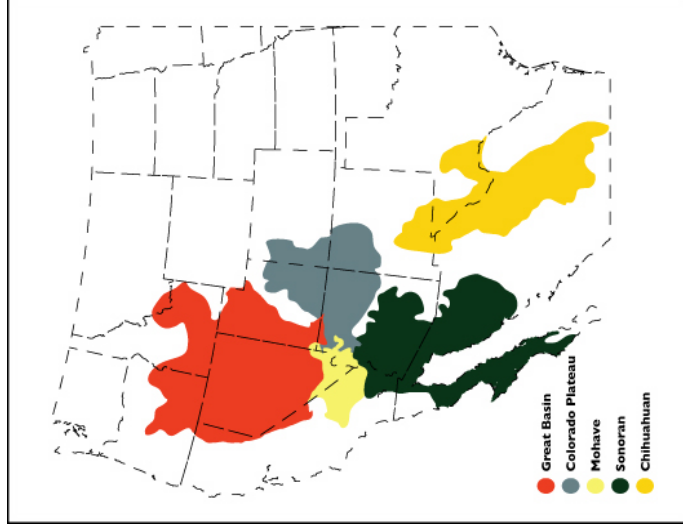 Great Basin
Colorado Plateau
Mohave
Sonoran
Chihuahuan